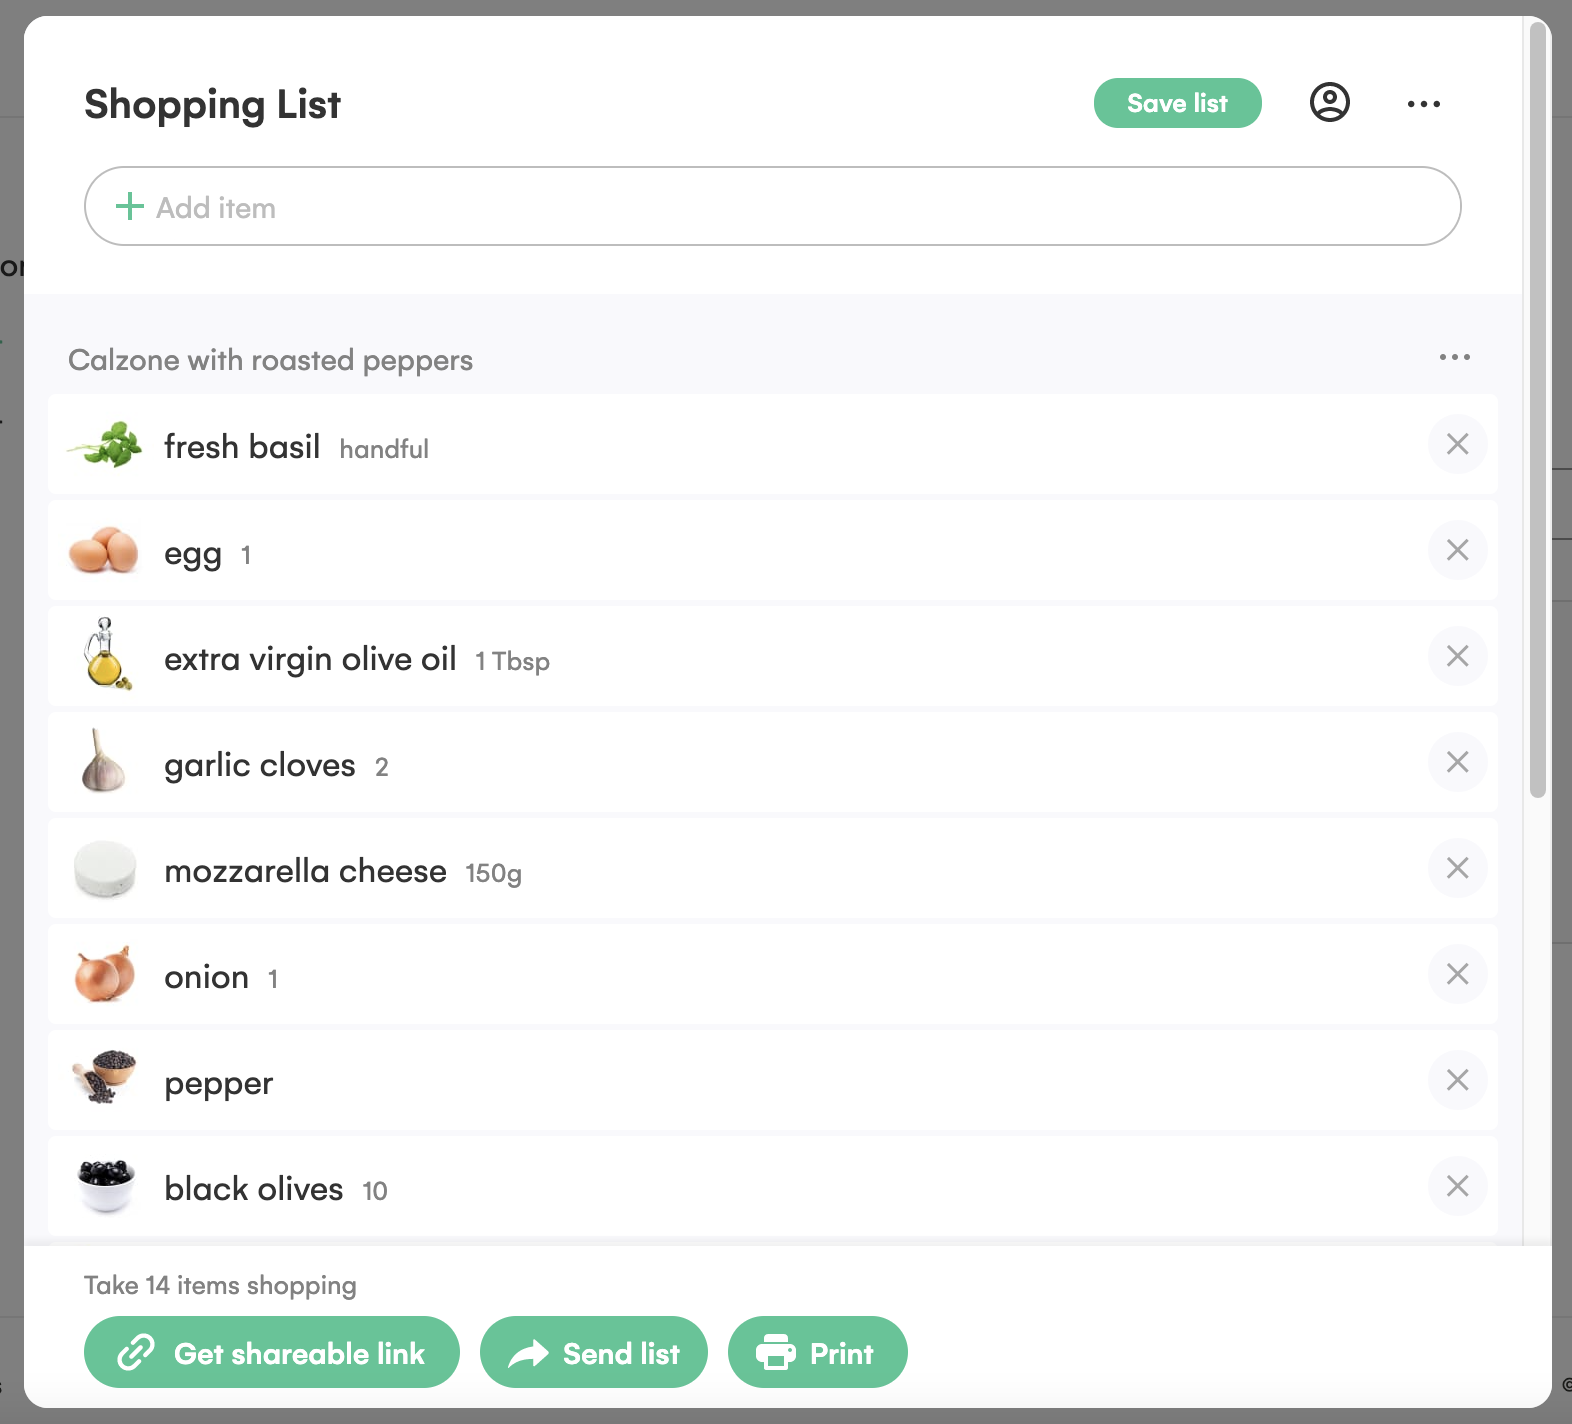 Shopping List
Save list
Add item
Calzone with roasted peppers
fresh basil handful
egg 1
extra virgin olive oil 1 Tbsp
garlic cloves 2
mozzarella cheese 150g
onion 1
pepper
black olives 10
Take 14 items shopping
Get shareable link
Send list
Print